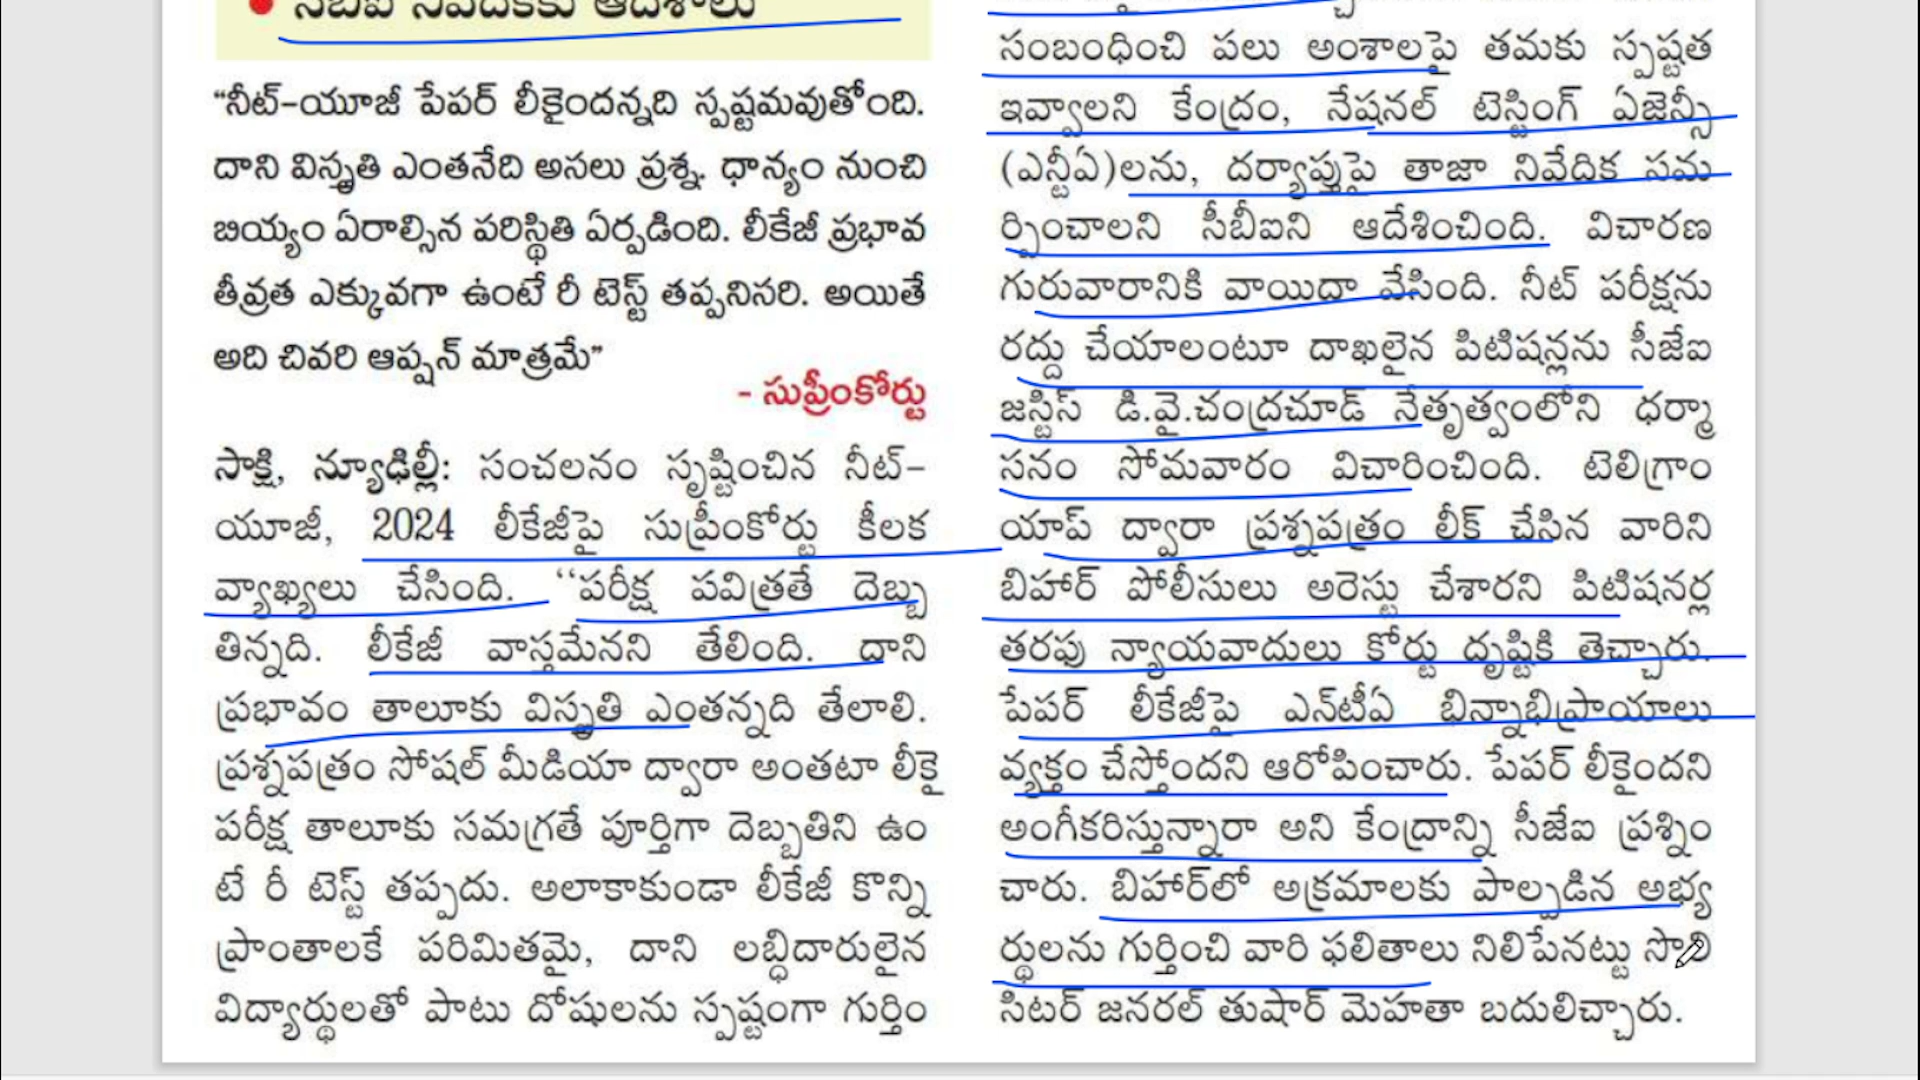 సీబీఐ నివేదికకు ఆదేశాలు
“నీట్–యూజీ పేపర్ లీకైందన్నది స్పష్టమవుతోంది.
దాని విస్తృతి ఎంతనేది అసలు ప్రశ్న. ధాన్యం నుంచి
బియ్యం ఏరాల్సిన పరిస్థితి ఏర్పడింది. లీకేజీ ప్రభావ
తీవ్రత ఎక్కువగా ఉంటే రీ టెస్ట్ తప్పనిసరి. అయితే
అది చివరి ఆప్షన్ మాత్రమే”
- సుప్రీంకోర్టు
సాక్షి, న్యూఢిల్లీ: సంచలనం సృష్టించిన నీట్–
యూజీ, 2024 లీకేజీపై సుప్రీంకోర్టు కీలక
వ్యాఖ్యలు చేసింది. ‘‘పరీక్ష పవిత్రతే దెబ్బ
తిన్నది. లీకేజీ వాస్తవమేనని తేలింది. దాని
ప్రభావం తాలూకు విస్తృతి ఎంతన్నది తేలాలి.
ప్రశ్నపత్రం సోషల్ మీడియా ద్వారా అంతటా లీకై
పరీక్ష తాలూకు సమగ్రతే పూర్తిగా దెబ్బతిని ఉం
టే రీ టెస్ట్ తప్పదు. అలాకాకుండా లీకేజీ కొన్ని
ప్రాంతాలకే పరిమితమై, దాని లబ్ధిదారులైన
విద్యార్థులతో పాటు దోషులను స్పష్టంగా గుర్తిం
సంబంధించి పలు అంశాలపై తమకు స్పష్టత
ఇవ్వాలని కేంద్రం, నేషనల్ టెస్టింగ్ ఏజెన్సీ
(ఎన్టీఏ)లను, దర్యాప్తుపై తాజా నివేదిక సమ
ర్పించాలని సీబీఐని ఆదేశించింది. విచారణ
గురువారానికి వాయిదా వేసింది. నీట్ పరీక్షను
రద్దు చేయాలంటూ దాఖలైన పిటిషన్లను సీజేఐ
జస్టిస్ డి.వై.చంద్రచూడ్ నేతృత్వంలోని ధర్మా
సనం సోమవారం విచారించింది. టెలిగ్రాం
యాప్ ద్వారా ప్రశ్నపత్రం లీక్ చేసిన వారిని
బిహార్ పోలీసులు అరెస్టు చేశారని పిటిషనర్ల
తరఫు న్యాయవాదులు కోర్టు దృష్టికి తెచ్చారు.
పేపర్ లీకేజీపై ఎన్‌టీఏ భిన్నాభిప్రాయాలు
వ్యక్తం చేస్తోందని ఆరోపించారు. పేపర్ లీకైందని
అంగీకరిస్తున్నారా అని కేంద్రాన్ని సీజేఐ ప్రశ్నిం
చారు. బిహార్‌లో అక్రమాలకు పాల్పడిన అభ్య
ర్థులను గుర్తించి వారి ఫలితాలు నిలిపేనట్టు సొలి
సిటర్ జనరల్ తుషార్ మెహతా బదులిచ్చారు.